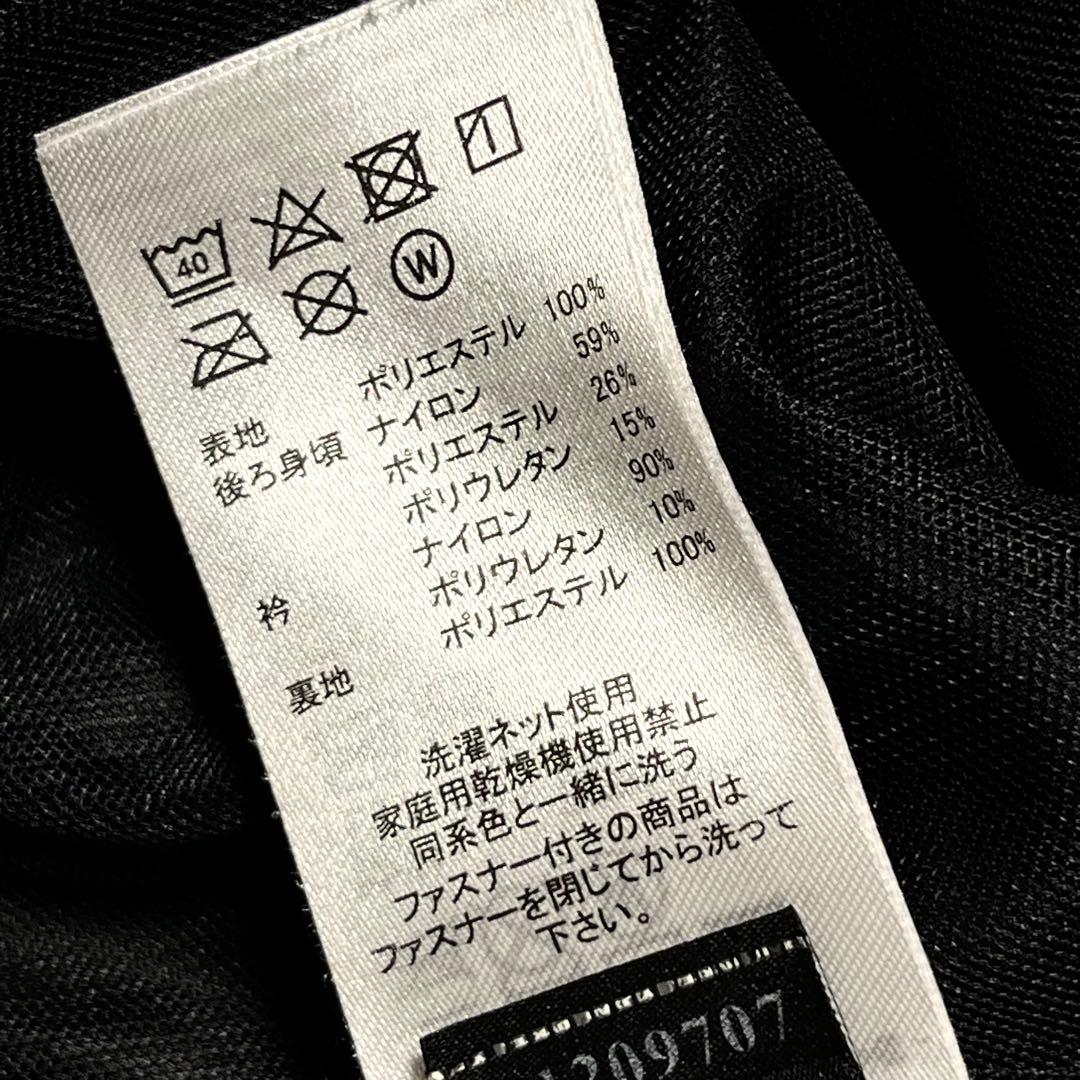 40
W
表地 ポリエステル 100%
後ろ身頃 ナイロン 59%
ポリエステル 26%
ポリウレタン 15%
衿 ナイロン 90%
ポリウレタン 10%
裏地 ポリエステル 100%
洗濯ネット使用
家庭用乾燥機使用禁止
同系色と一緒に洗う
ファスナー付きの商品は
ファスナーを閉じてから洗って
下さい。
1209707